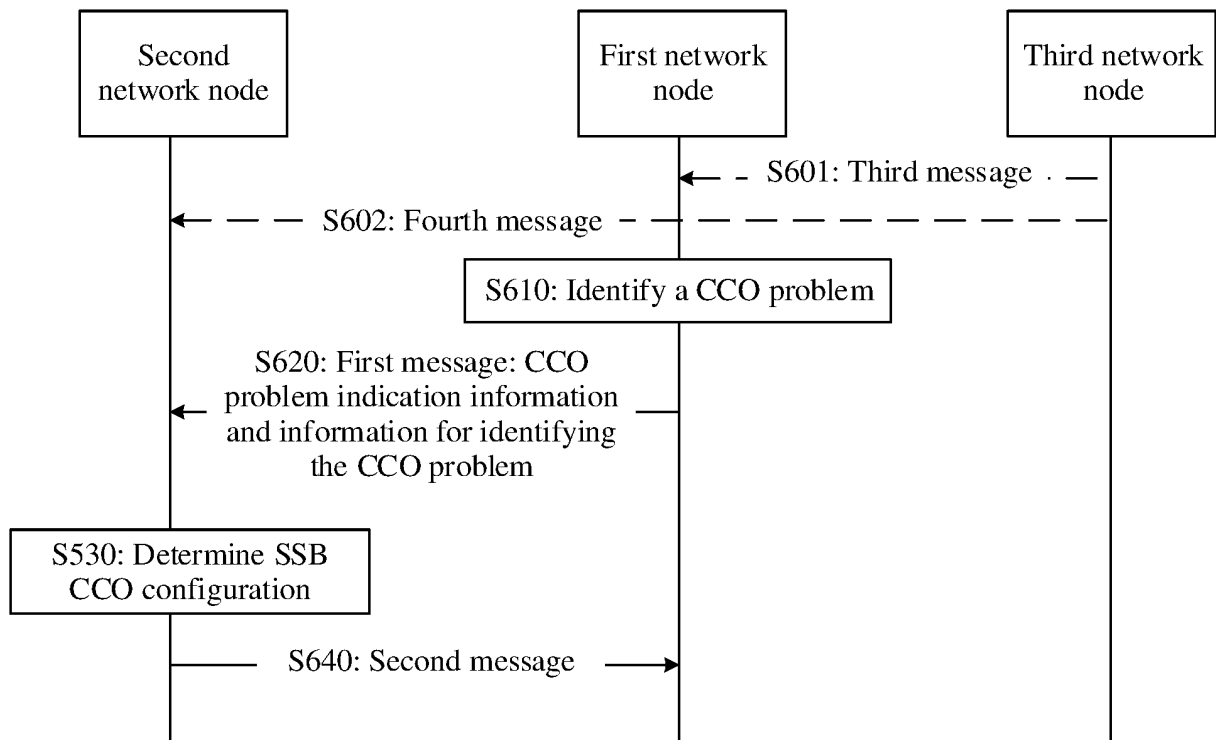 Second
network node
First network
node
Third network
node
S601: Third message
S602: Fourth message
S610: Identify a CCO problem
S620: First message: CCO
problem indication information
and information for identifying
the CCO problem
S530: Determine SSB
CCO configuration
S640: Second message